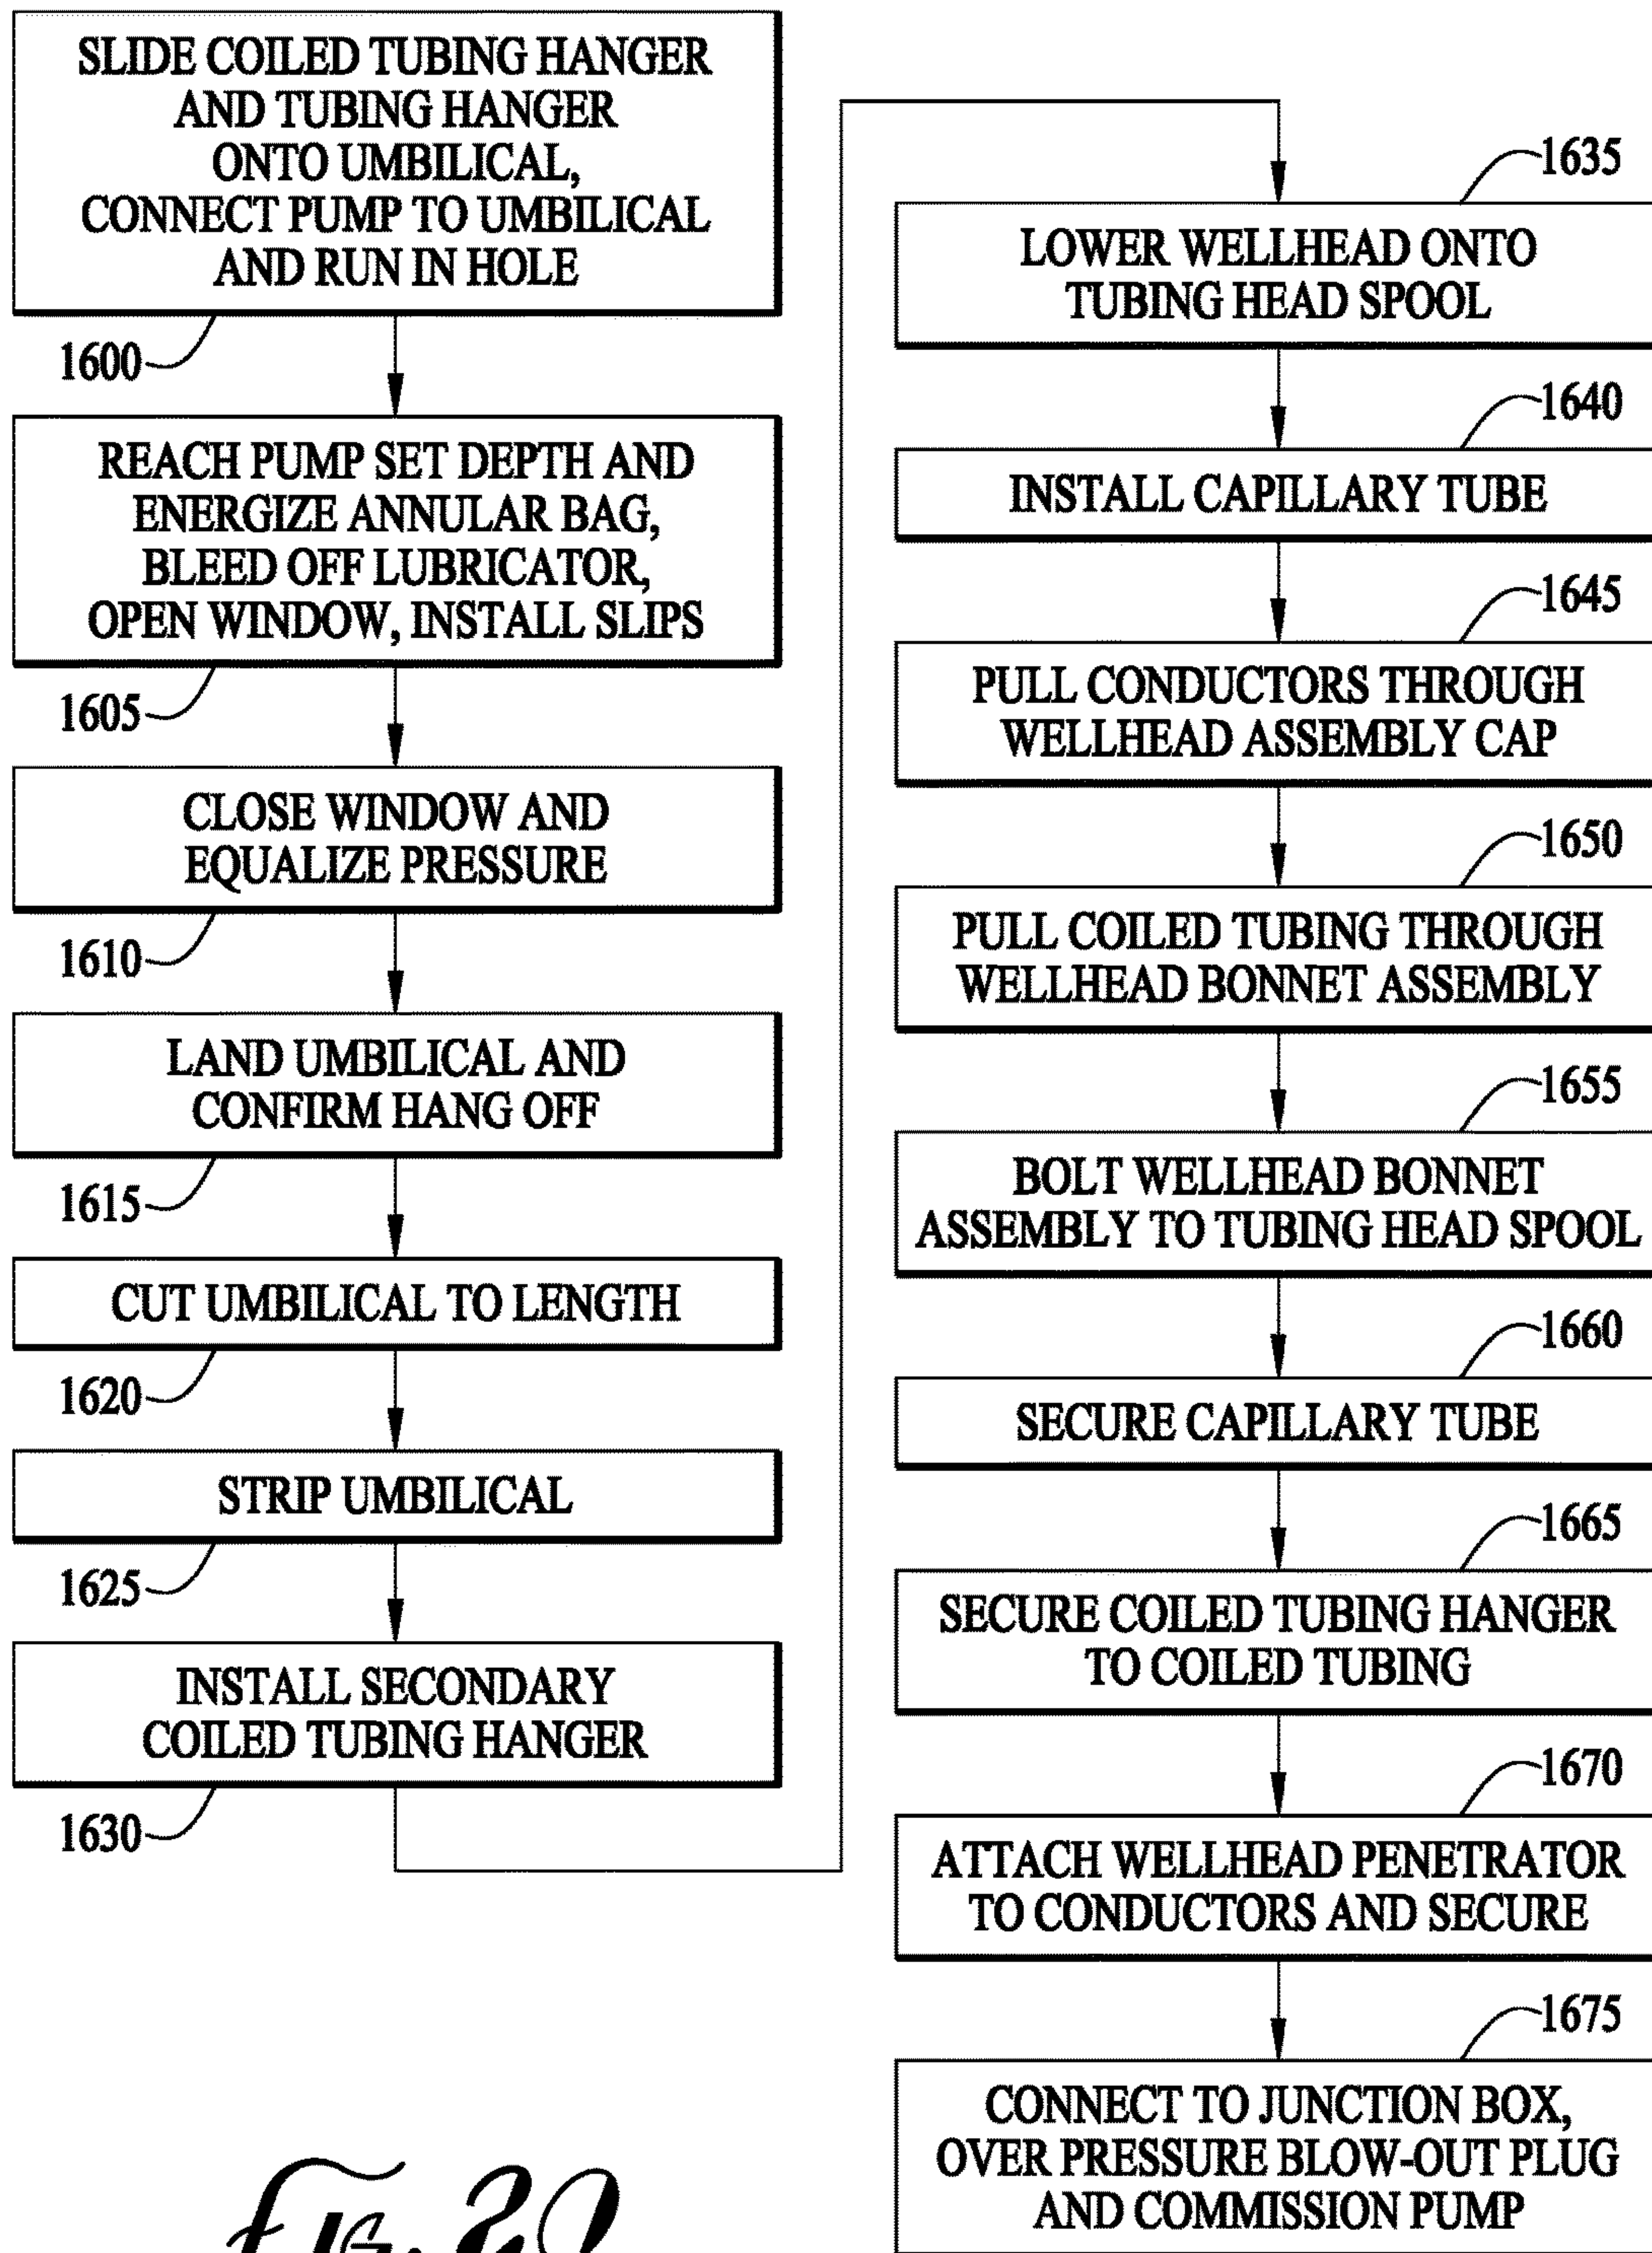 SLIDE COILED TUBING HANGER
AND TUBING HANGER
ONTO UMBILICAL,
CONNECT PUMP TO UMBILICAL
AND RUN IN HOLE
1600
REACH PUMP SET DEPTH AND
ENERGIZE ANNULAR BAG,
BLEED OFF LUBRICATOR,
OPEN WINDOW, INSTALL SLIPS
1605
CLOSE WINDOW AND
EQUALIZE PRESSURE
1610
LAND UMBILICAL AND
CONFIRM HANG OFF
1615
CUT UMBILICAL TO LENGTH
1620
STRIP UMBILICAL
1625
INSTALL SECONDARY
COILED TUBING HANGER
1630
1635
LOWER WELLHEAD ONTO
TUBING HEAD SPOOL
1640
INSTALL CAPILLARY TUBE
1645
PULL CONDUCTORS THROUGH
WELLHEAD ASSEMBLY CAP
1650
PULL COILED TUBING THROUGH
WELLHEAD BONNET ASSEMBLY
1655
BOLT WELLHEAD BONNET
ASSEMBLY TO TUBING HEAD SPOOL
1660
SECURE CAPILLARY TUBE
1665
SECURE COILED TUBING HANGER
TO COILED TUBING
1670
ATTACH WELLHEAD PENETRATOR
TO CONDUCTORS AND SECURE
1675
CONNECT TO JUNCTION BOX,
OVER PRESSURE BLOW-OUT PLUG
AND COMMISSION PUMP
FIG. 20